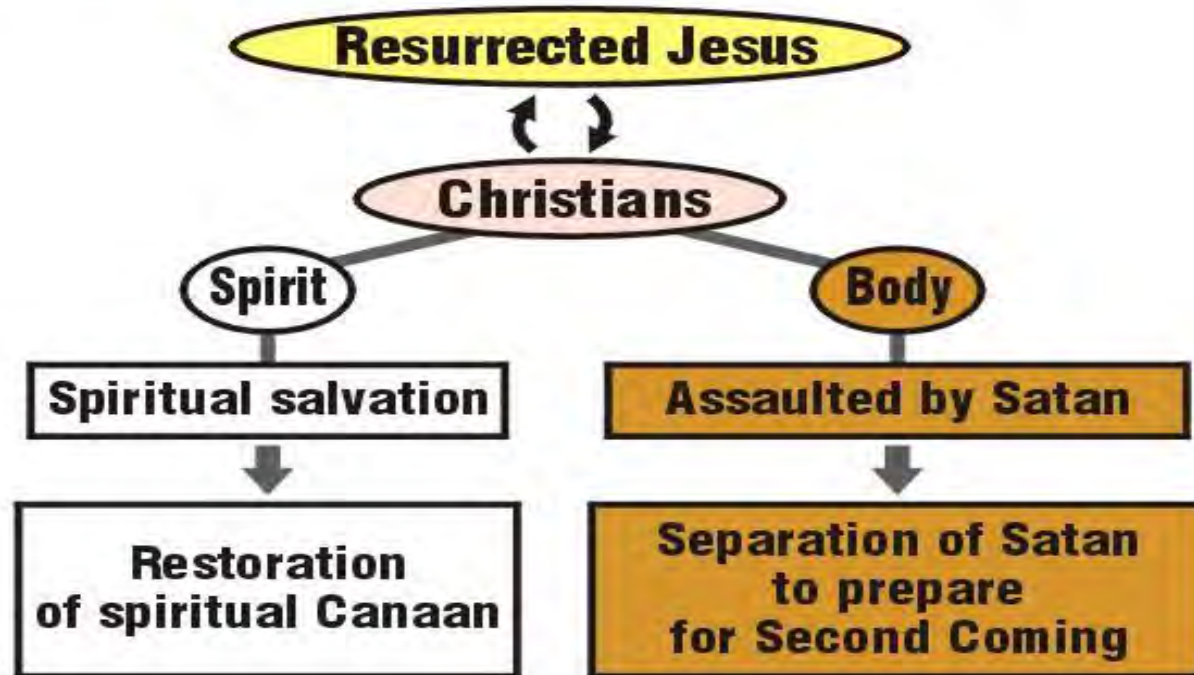 Resurrected Jesus
Christians
Spirit
Body
Spiritual salvation
Assaulted by Satan
Restoration
of spiritual Canaan
Separation of Satan
to prepare
for Second Coming